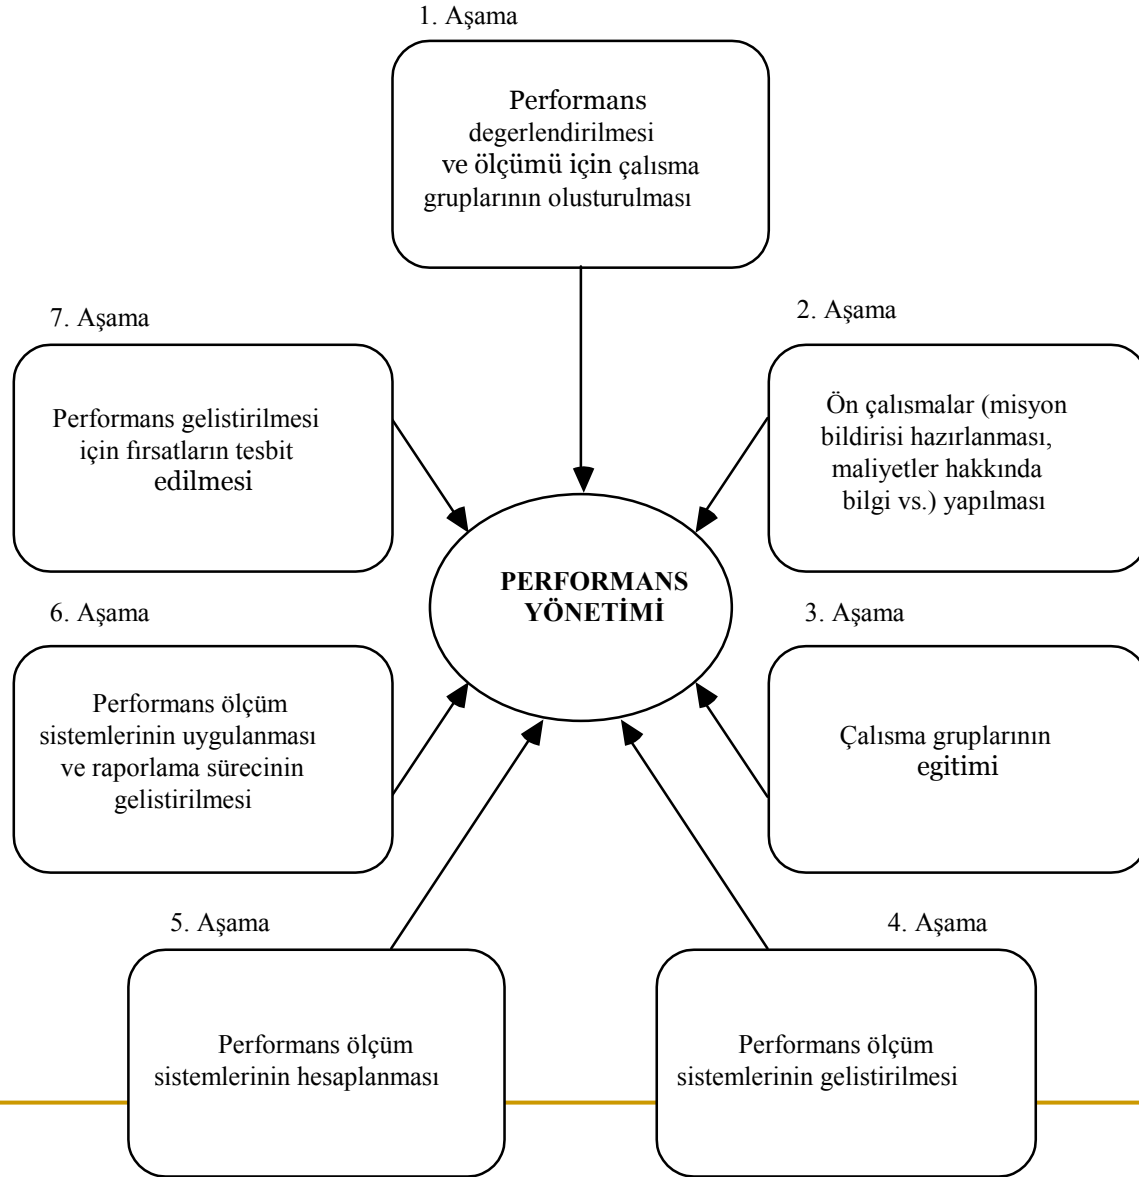 1. Aşama
Performans
degerlendirilmesi
ve ölçümü için çalısma
gruplarının olusturulması
7. Aşama
Performans gelistirilmesi
için fırsatların tesbit
edilmesi
2. Aşama
Ön çalısmalar (misyon
bildirisi hazırlanması,
maliyetler hakkında
bilgi vs.) yapılması
PERFORMANS
YÖNETİMİ
6. Aşama
Performans ölçüm
sistemlerinin uygulanması
ve raporlama sürecinin
gelistirilmesi
3. Aşama
Çalısma gruplarının
egitimi
5. Aşama
Performans ölçüm
sistemlerinin hesaplanması
4. Aşama
Performans ölçüm
sistemlerinin gelistirilmesi